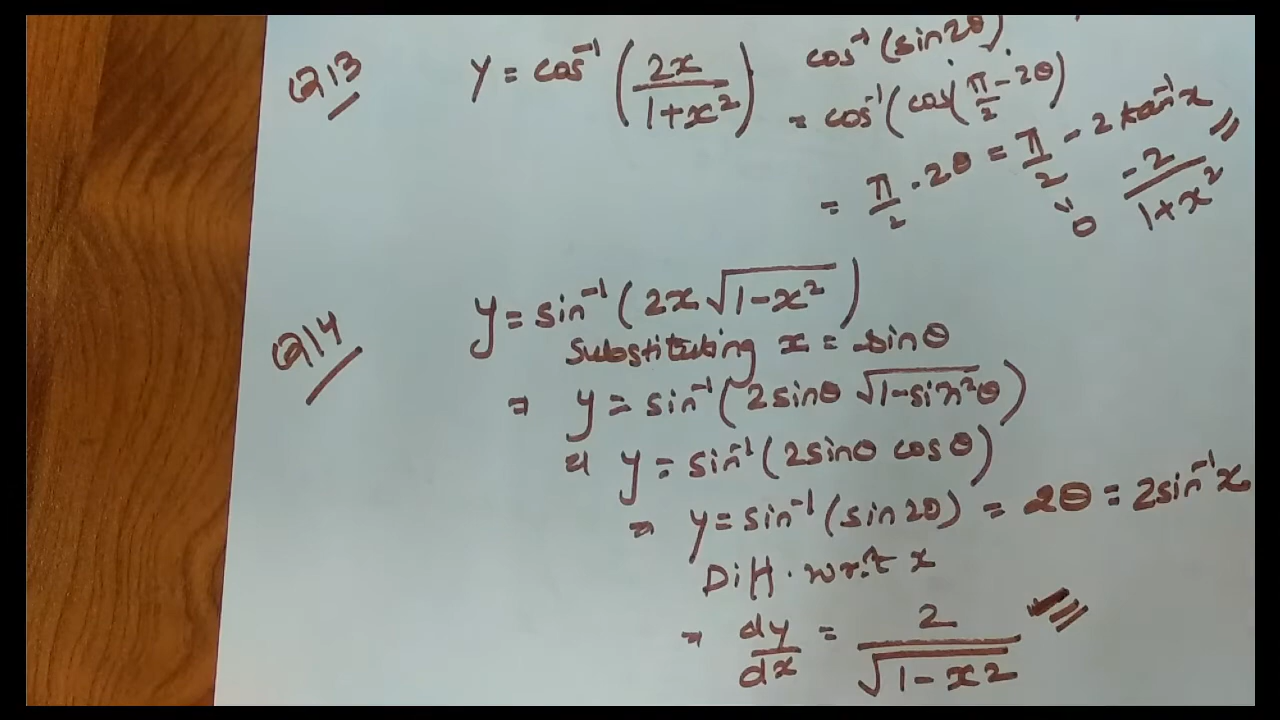 Q13 y = cos⁻¹(2x/(1+x²)) cos⁻¹(sin2θ)
= cos⁻¹(cos(π/2 - 2θ)
= π/2 - 2θ = π/2 - 2tan⁻¹x
0 -2/(1+x²)
Q14 y = sin⁻¹(2x√(1-x²))
Substituting x = sinθ
⇒ y = sin⁻¹(2sinθ √(1-sin²θ))
⇒ y = sin⁻¹(2sinθ cosθ)
⇒ y = sin⁻¹(sin2θ) = 2θ = 2sin⁻¹x
Diff. w.r.t x
⇒ dy/dx = 2/√(1-x2)